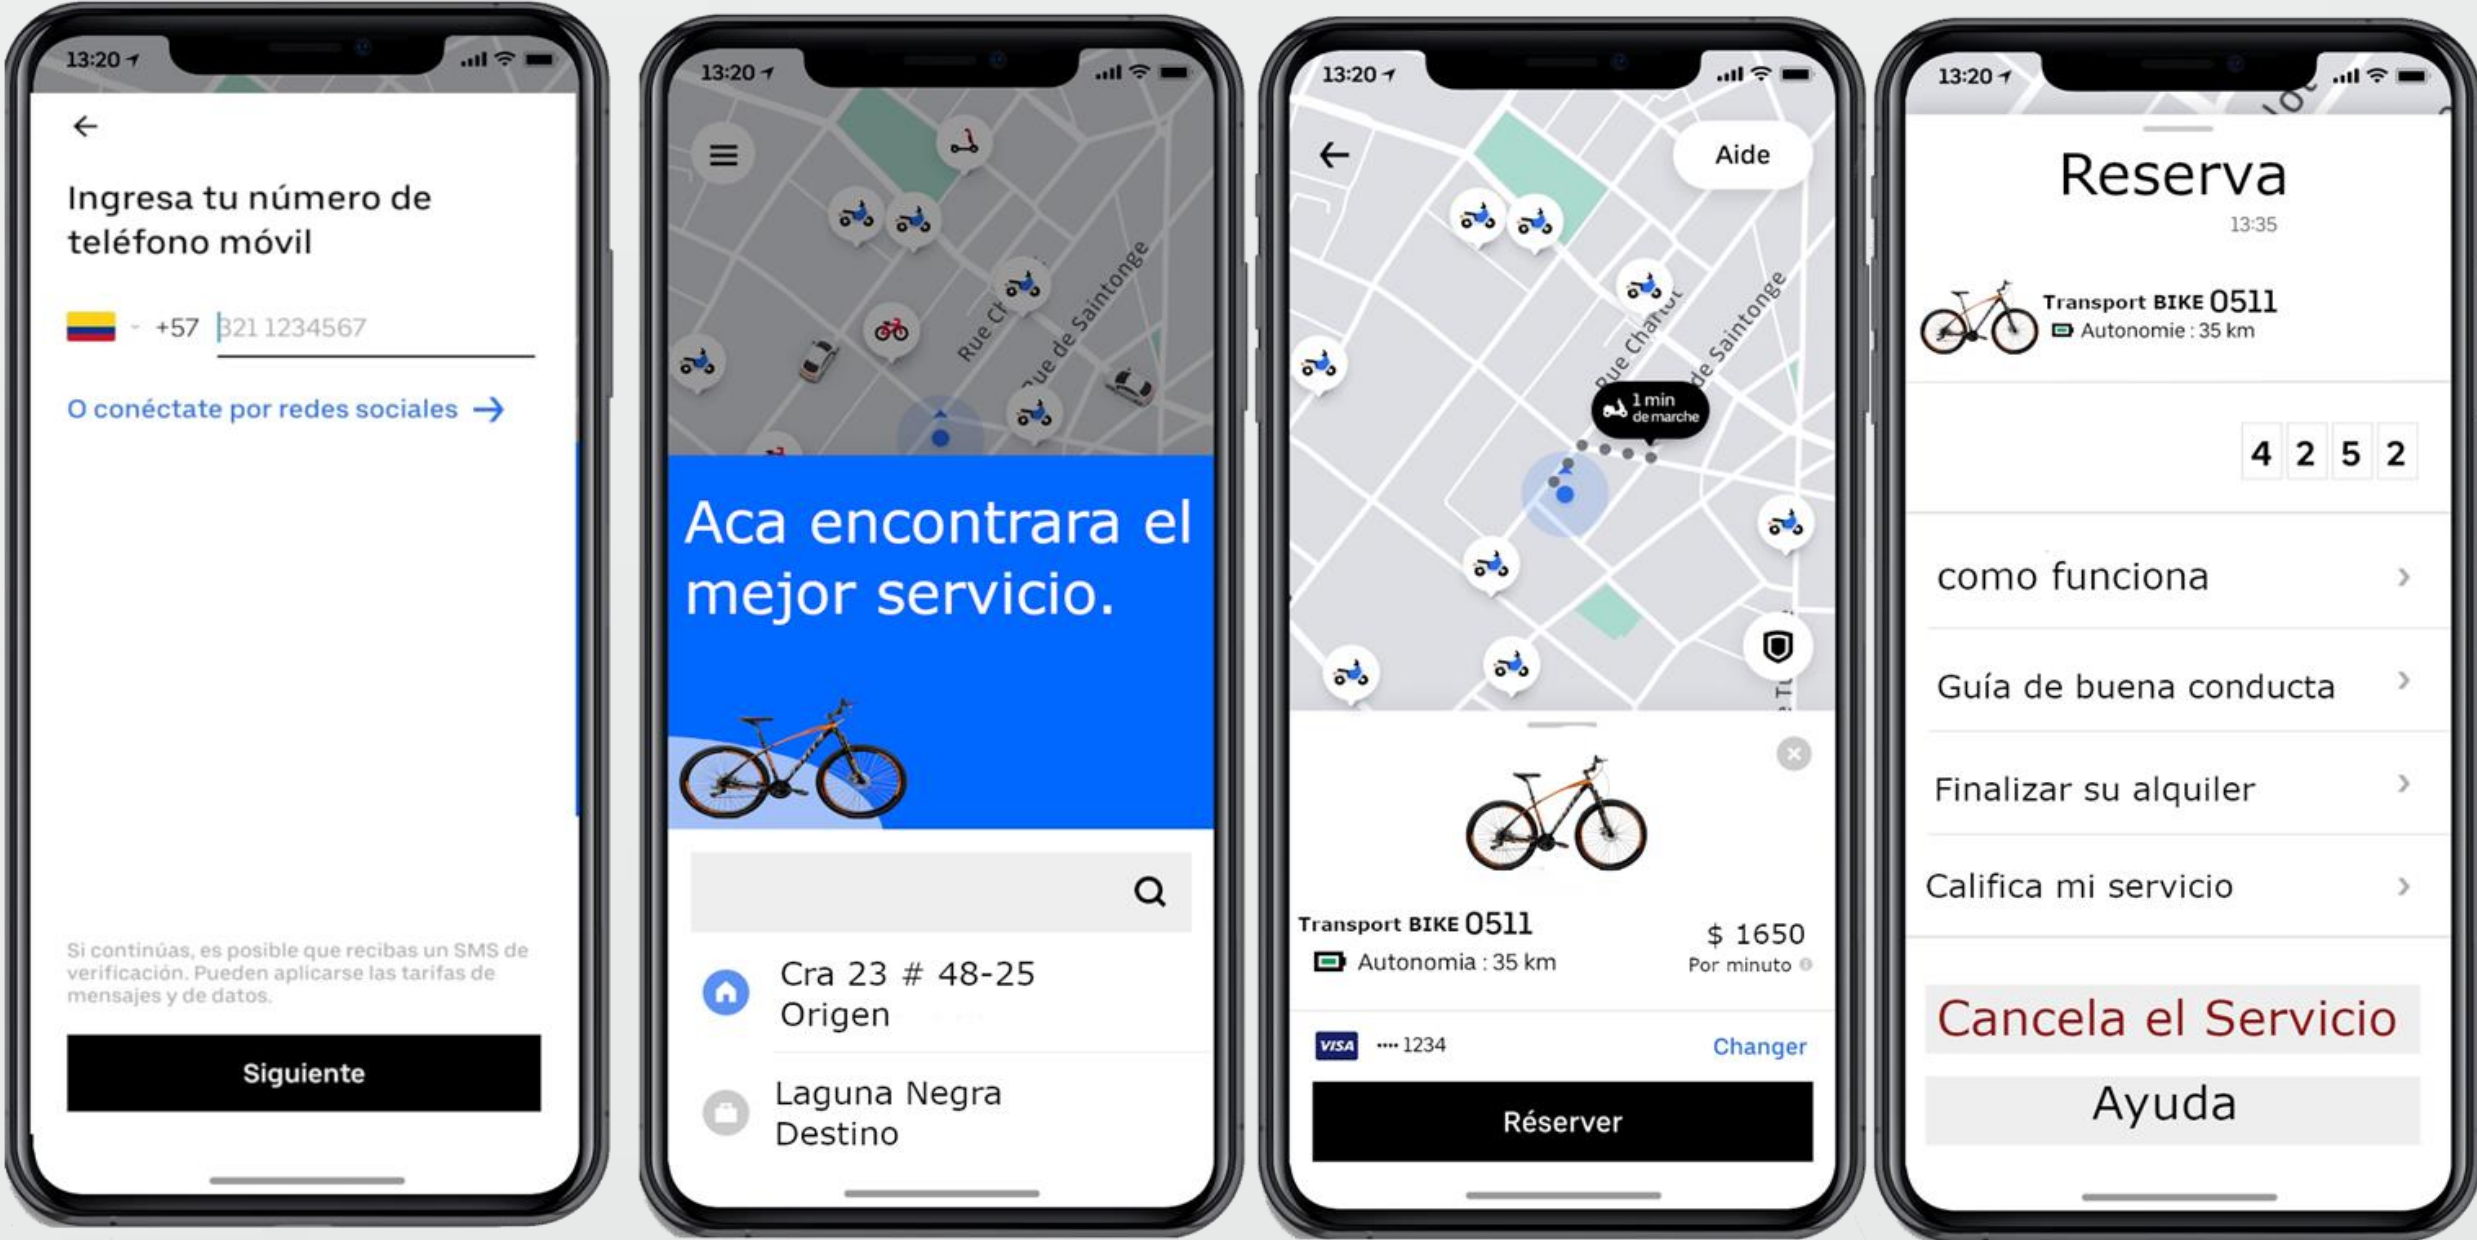 13:20
Ingresa tu número de
teléfono móvil
+57 321 1234567
O conéctate por redes sociales →
Si continúas, es posible que recibas un SMS de
verificación. Pueden aplicarse las tarifas de
mensajes y de datos.
Siguiente
13:20
Rue de Saintonge
Aca encontrara el
mejor servicio.
Cra 23 # 48-25
Origen
Laguna Negra
Destino
13:20
Aide
Rue Charlot
de Saintonge
1 min
de marche
Transport BIKE 0511
Autonomia : 35 km
$ 1650
Por minuto
VISA •••• 1234
Changer
Réserver
13:20
Reserva
13:35
Transport BIKE 0511
Autonomie : 35 km
4 2 5 2
como funciona
Guía de buena conducta
Finalizar su alquiler
Califica mi servicio
Cancela el Servicio
Ayuda